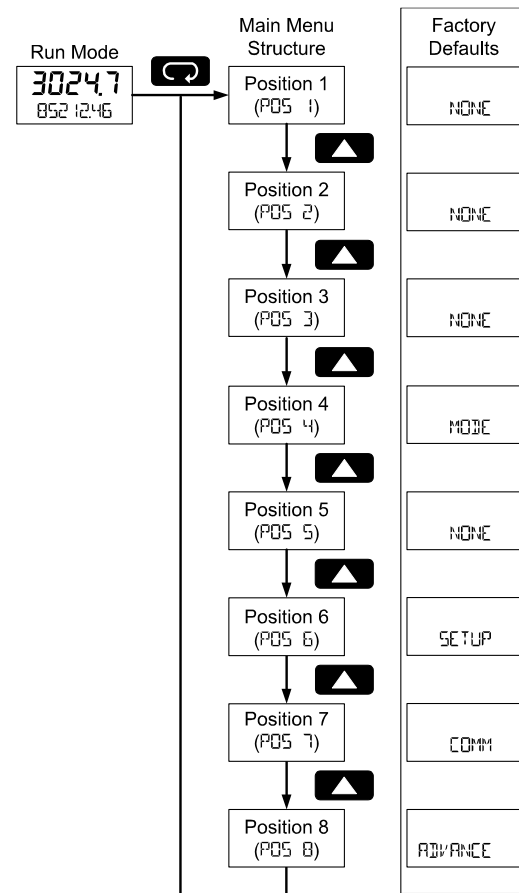 Main Menu Structure
Factory Defaults
Run Mode
3024.7
85212.46
Position 1
(POS 1)
NONE
Position 2
(POS 2)
NONE
Position 3
(POS 3)
NONE
Position 4
(POS 4)
MODE
Position 5
(POS 5)
NONE
Position 6
(POS 6)
SETUP
Position 7
(POS 7)
COMM
Position 8
(POS 8)
ADVANCE